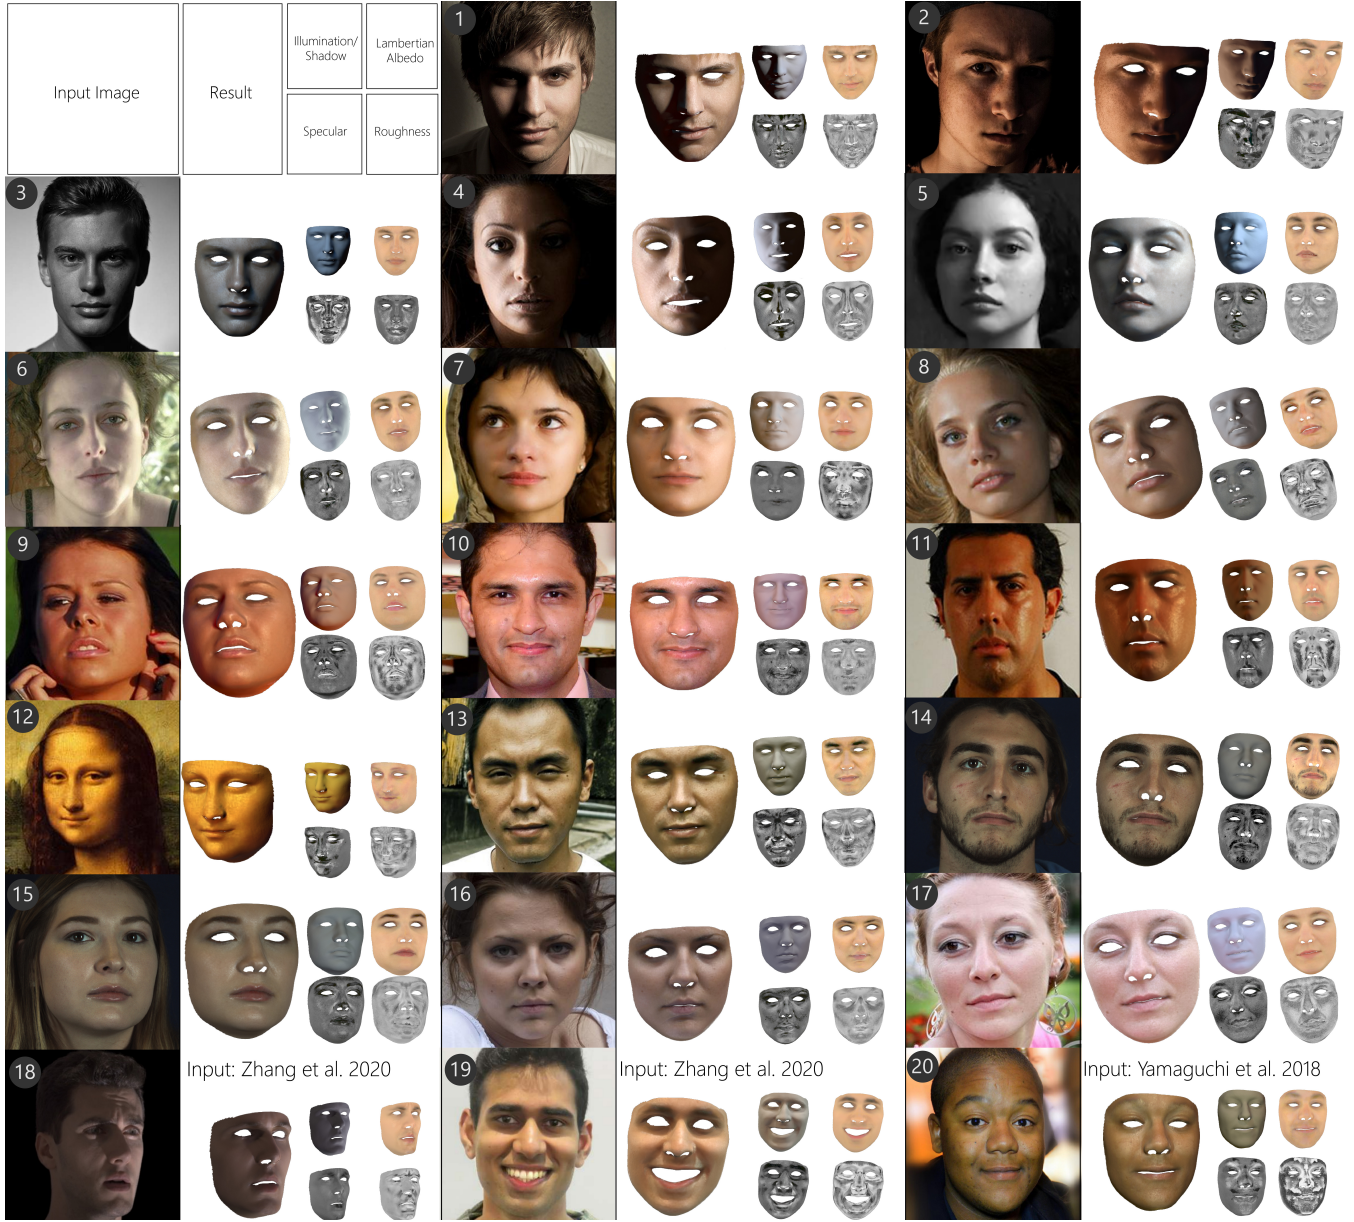 Input Image
Result
Illumination/
Shadow
Lambertian
Albedo
Specular
Roughness
1
2
3
4
5
6
7
8
9
10
11
12
13
14
15
16
17
18
Input: Zhang et al. 2020
19
Input: Zhang et al. 2020
20
Input: Yamaguchi et al. 2018